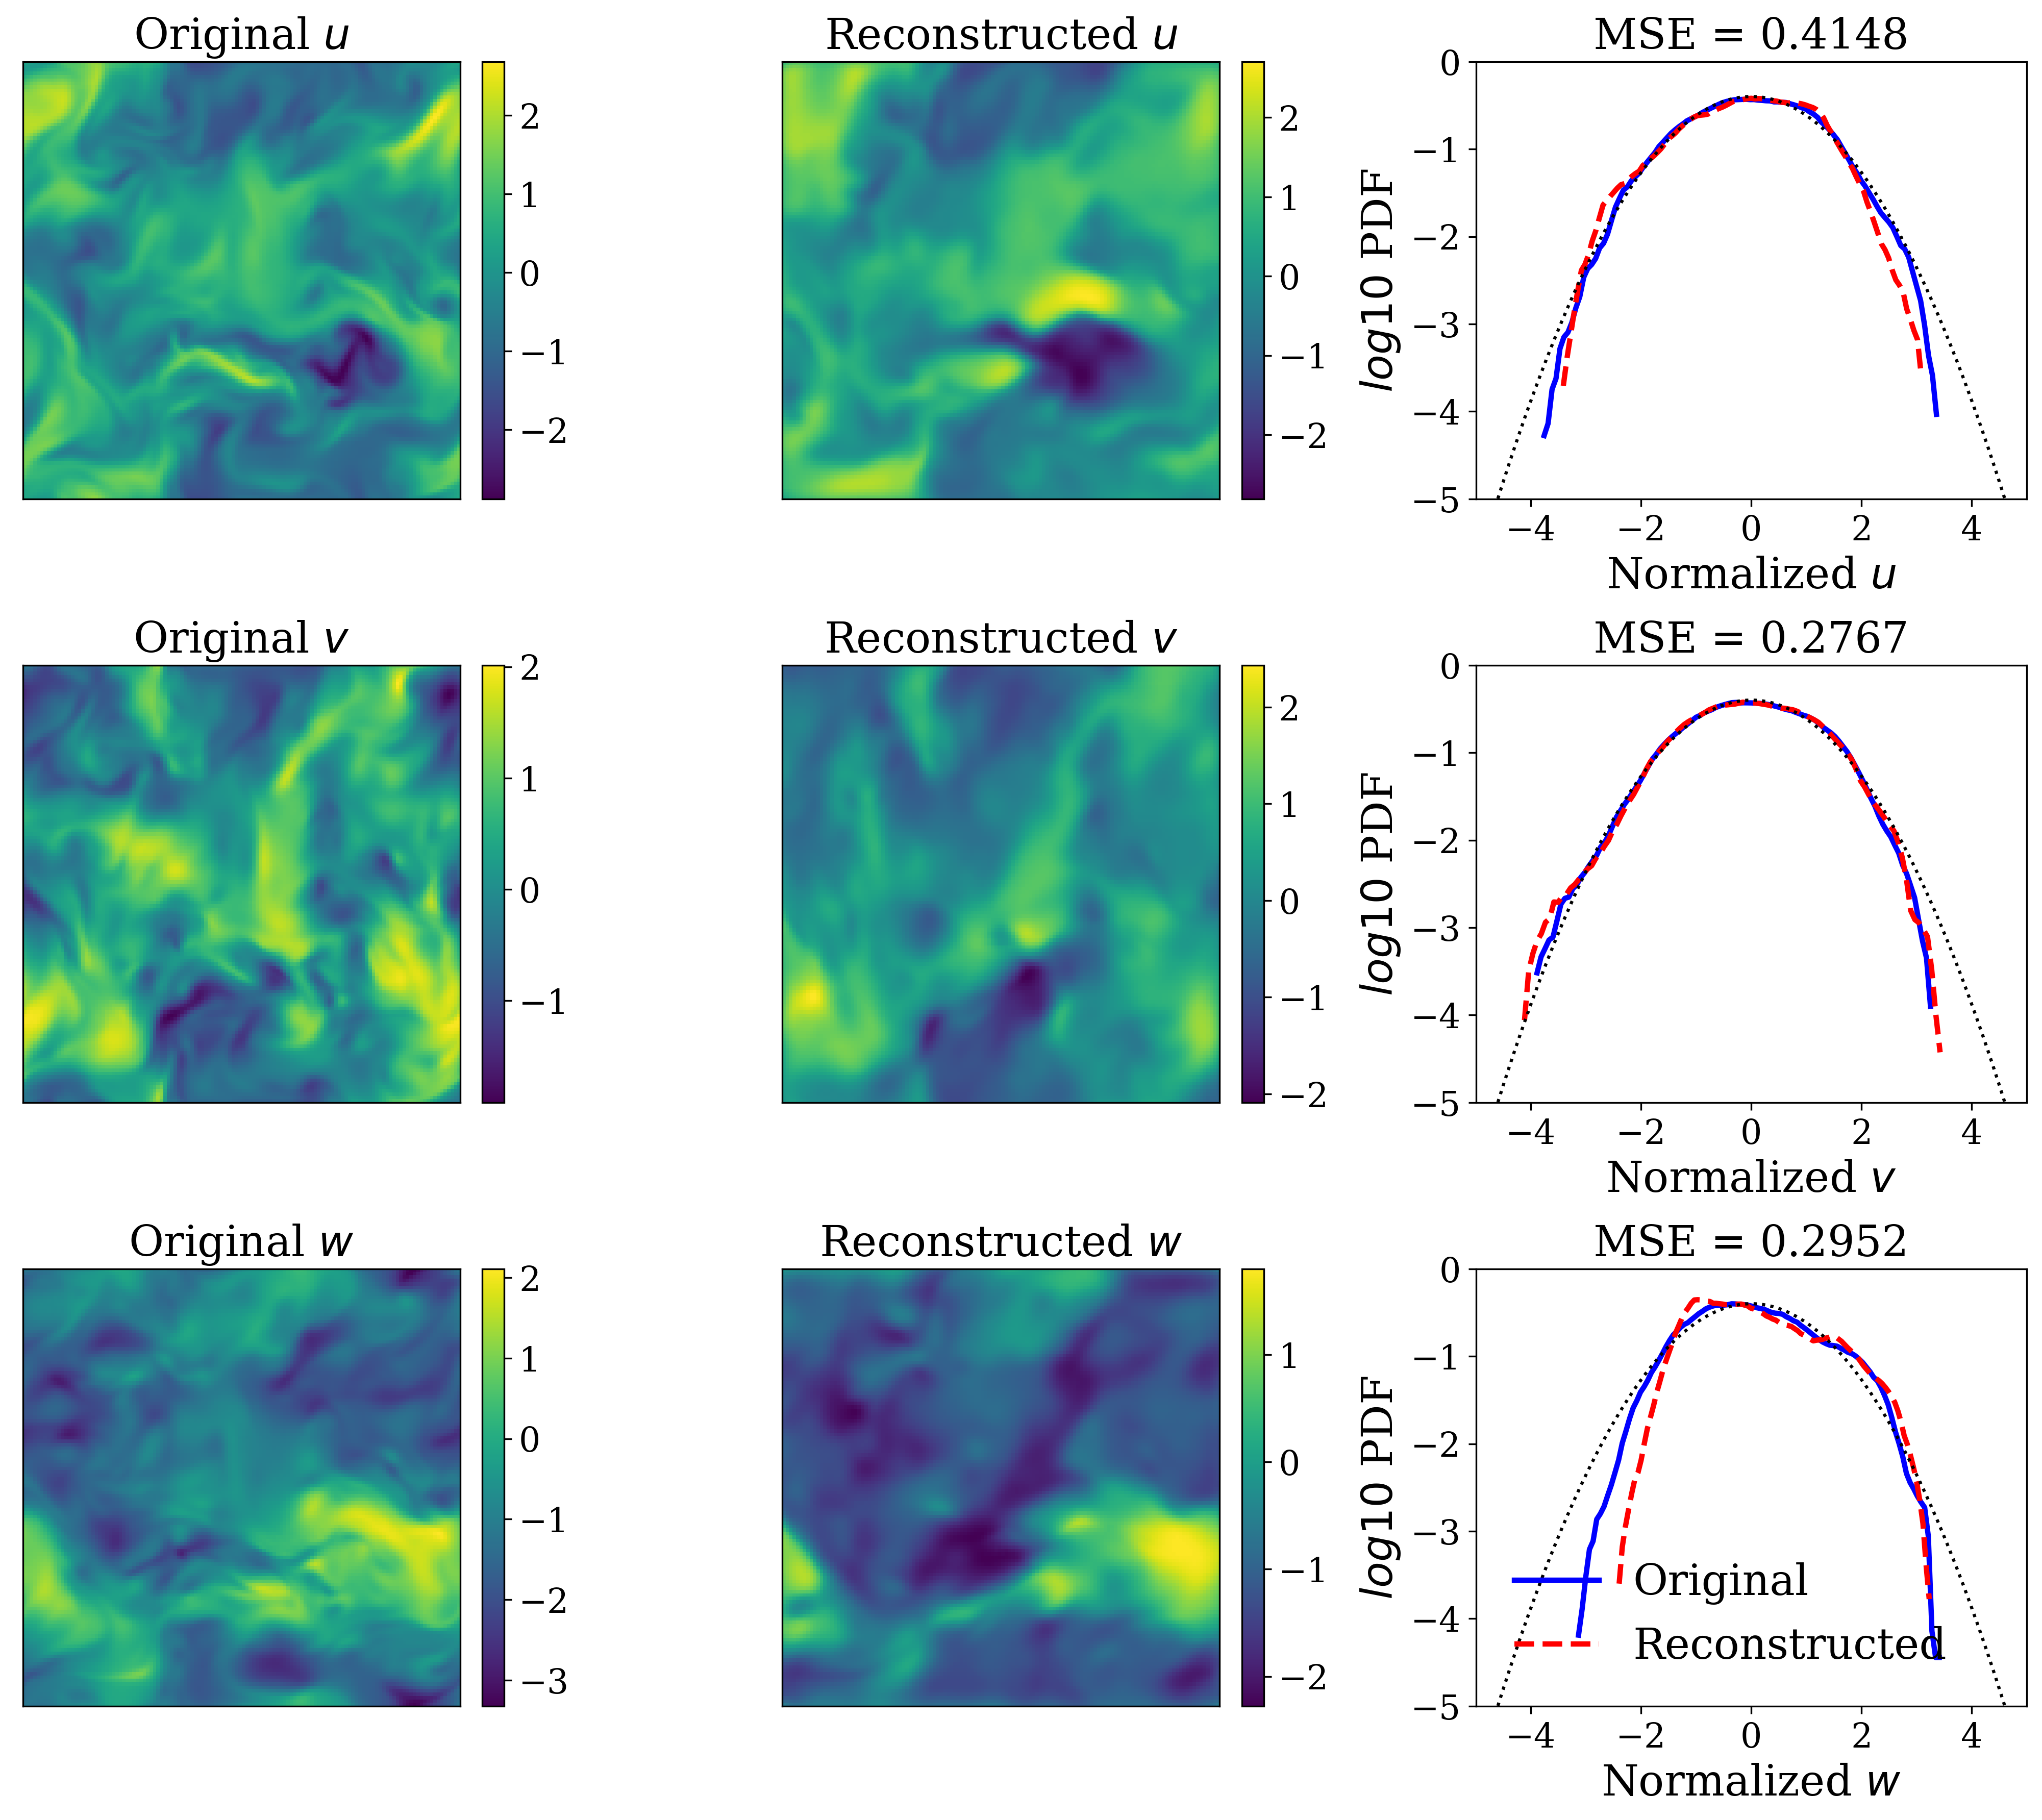 Original u
Reconstructed u
MSE = 0.4148
2
1
0
−1
−2
2
1
0
−1
−2
log10 PDF
0
−1
−2
−3
−4
−5
−4 −2 0 2 4
Normalized u
Original v
Reconstructed v
MSE = 0.2767
2
1
0
−1
2
1
0
−1
−2
log10 PDF
0
−1
−2
−3
−4
−5
−4 −2 0 2 4
Normalized v
Original w
Reconstructed w
MSE = 0.2952
2
1
0
−1
−2
−3
1
0
−1
−2
log10 PDF
0
−1
−2
−3
−4
−5
Original
Reconstructed
−4 −2 0 2 4
Normalized w